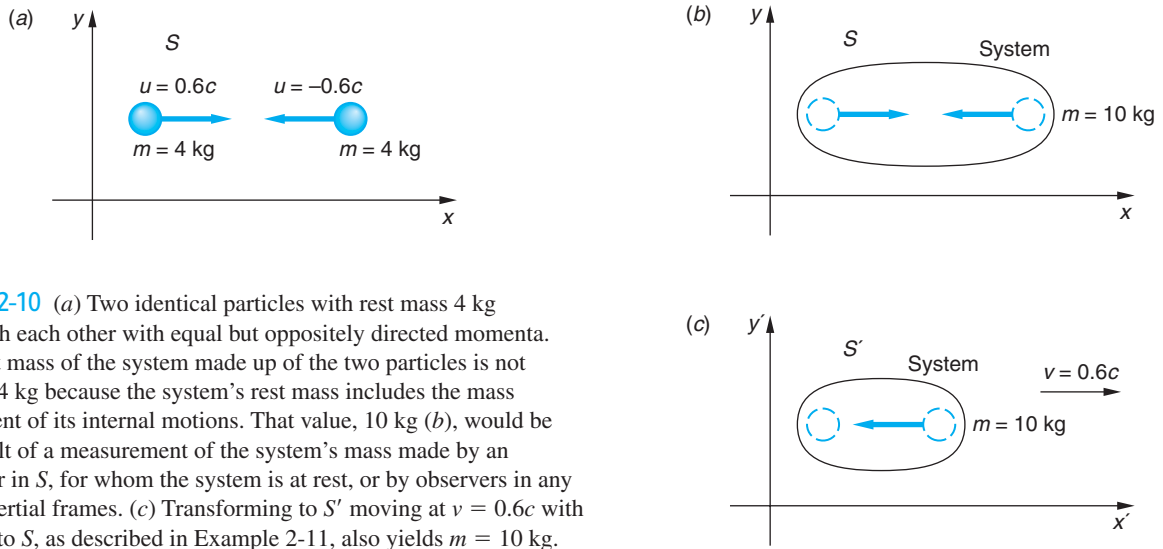 (a)
y
S
u = 0.6c
u = –0.6c
m = 4 kg
m = 4 kg
x
(b)
y
S
System
m = 10 kg
x
2-10 (a) Two identical particles with rest mass 4 kg
h each other with equal but oppositely directed momenta.
t mass of the system made up of the two particles is not
4 kg because the system’s rest mass includes the mass
ent of its internal motions. That value, 10 kg (b), would be
lt of a measurement of the system’s mass made by an
r in S, for whom the system is at rest, or by observers in any
ertial frames. (c) Transforming to S′ moving at v = 0.6c with
to S, as described in Example 2-11, also yields m = 10 kg.
(c)
y′
S′
System
v = 0.6c
m = 10 kg
x′